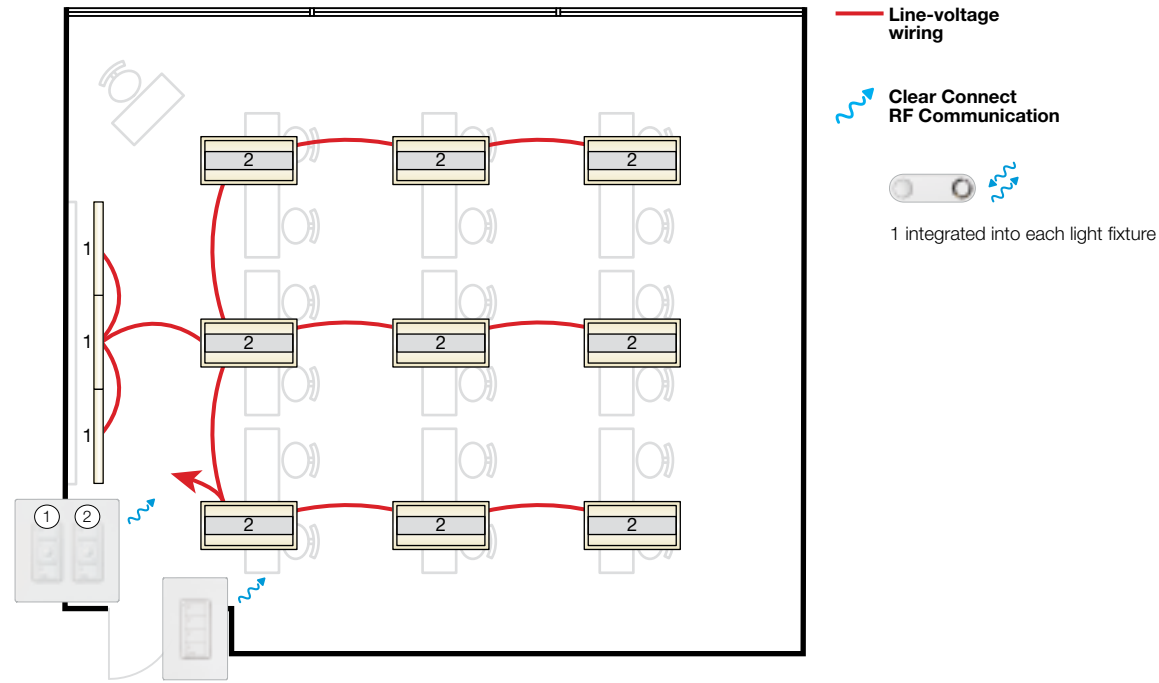 Line-voltage
wiring
Clear Connect
RF Communication
1 integrated into each light fixture
2 2 2
1
1
2 2 2
1
1 2
2 2 2